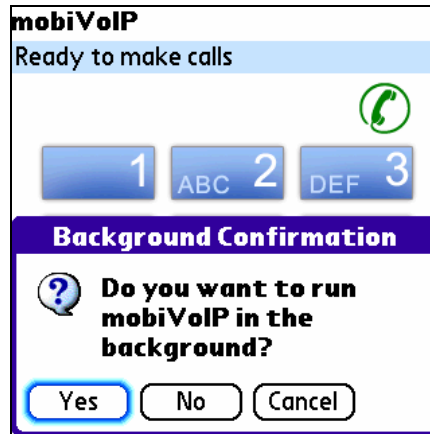 mobiVoIP
Ready to make calls
1 ABC 2 DEF 3
Background Confirmation
? Do you want to run
mobiVoIP in the
background?
Yes No Cancel